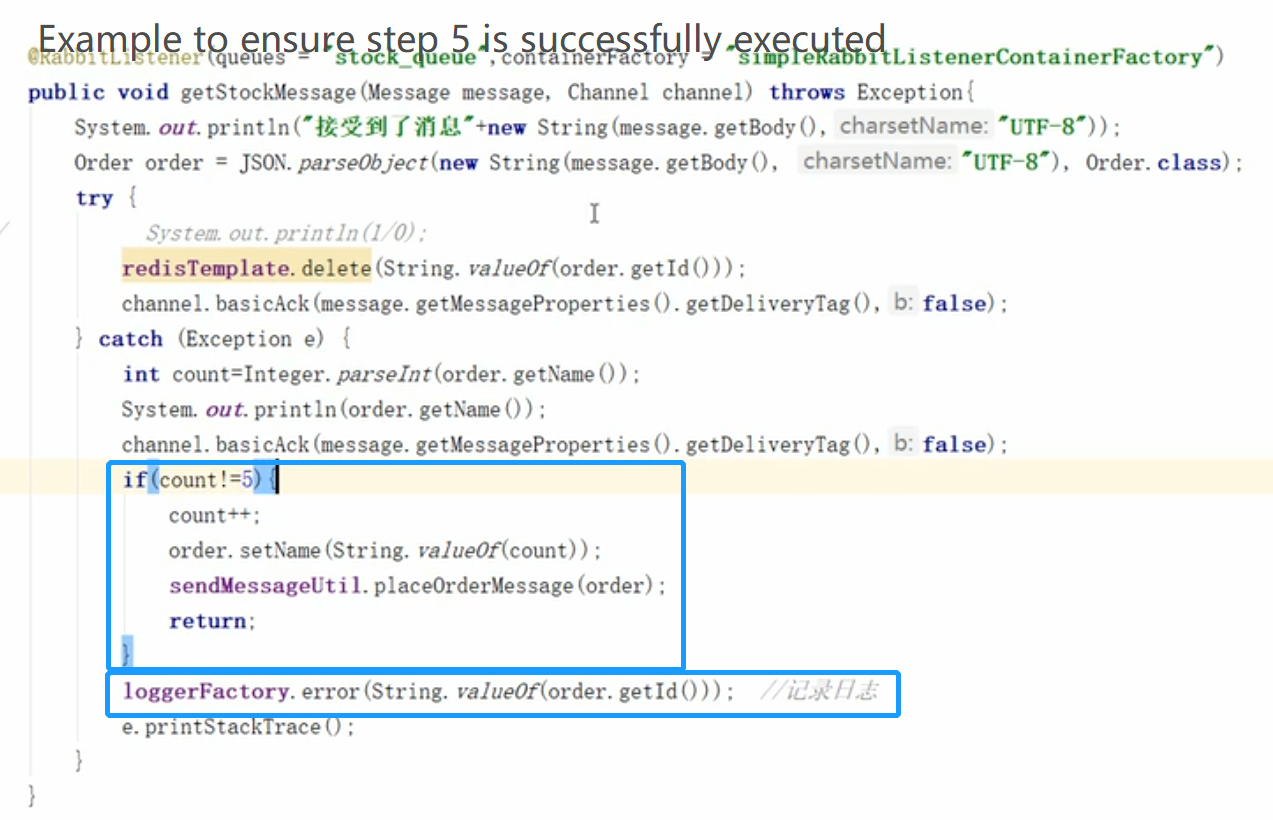 Example to ensure step 5 is successfully executed
@RabbitListener(queues = "stock_queue",containerFactory = "simpleRabbitListenerContainerFactory")
public void getStockMessage(Message message, Channel channel) throws Exception{
System.out.println("接受到了消息"+new String(message.getBody(), charsetName: "UTF-8"));
Order order = JSON.parseObject(new String(message.getBody(), charsetName: "UTF-8"), Order.class);
try {
System.out.println(1/0);
redisTemplate.delete(String.valueOf(order.getId()));
channel.basicAck(message.getMessageProperties().getDeliveryTag(), b: false);
} catch (Exception e) {
int count=Integer.parseInt(order.getName());
System.out.println(order.getName());
channel.basicAck(message.getMessageProperties().getDeliveryTag(), b: false);
if(count!=5){
count++;
order.setName(String.valueOf(count));
sendMessageUtil.placeOrderMessage(order);
return;
}
loggerFactory.error(String.valueOf(order.getId())); //记录日志
e.printStackTrace();
}
}